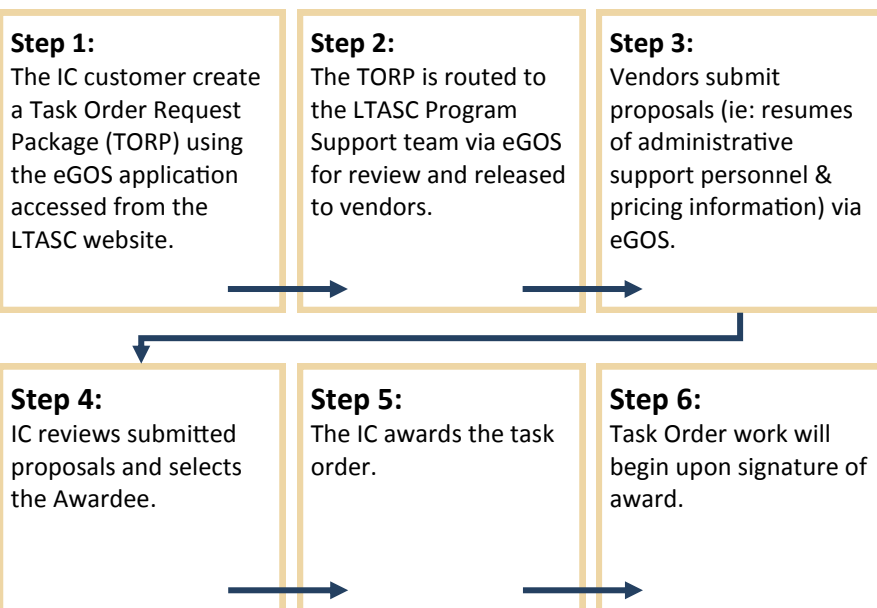 Step 1:
The IC customer create
a Task Order Request
Package (TORP) using
the eGOS application
accessed from the
LTASC website.
Step 2:
The TORP is routed to
the LTASC Program
Support team via eGOS
for review and released
to vendors.
Step 3:
Vendors submit
proposals (ie: resumes
of administrative
support personnel &
pricing information) via
eGOS.
Step 4:
IC reviews submitted
proposals and selects
the Awardee.
Step 5:
The IC awards the task
order.
Step 6:
Task Order work will
begin upon signature of
award.